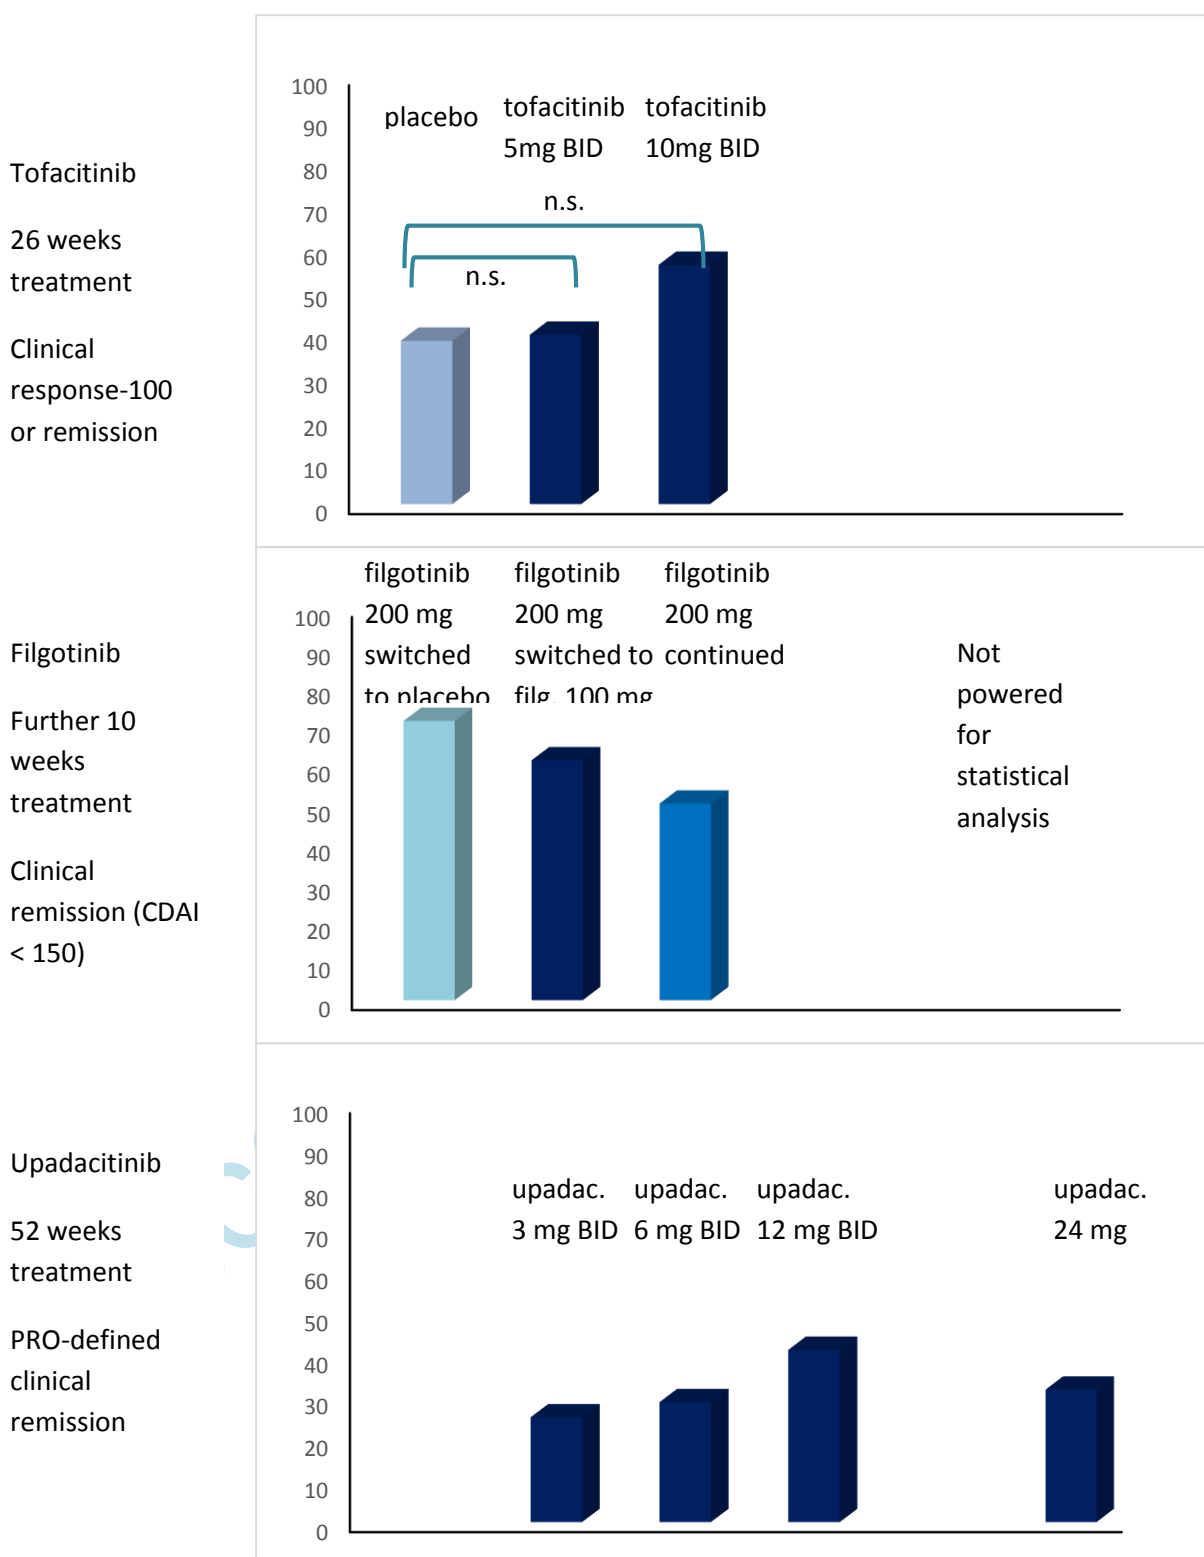 Tofacitinib
26 weeks
treatment
Clinical
response-100
or remission
100
90
80
70
60
50
40
30
20
10
0
placebo
tofacitinib
5mg BID
tofacitinib
10mg BID
n.s.
n.s.
Filgotinib
Further 10
weeks
treatment
Clinical
remission (CDAI
< 150)
100
90
80
70
60
50
40
30
20
10
0
filgotinib
200 mg
switched
to placebo
filgotinib
200 mg
switched to
filg. 100 mg
filgotinib
200 mg
continued
Not
powered
for
statistical
analysis
Upadacitinib
52 weeks
treatment
PRO-defined
clinical
remission
100
90
80
70
60
50
40
30
20
10
0
upadac.
3 mg BID
upadac.
6 mg BID
upadac.
12 mg BID
upadac.
24 mg